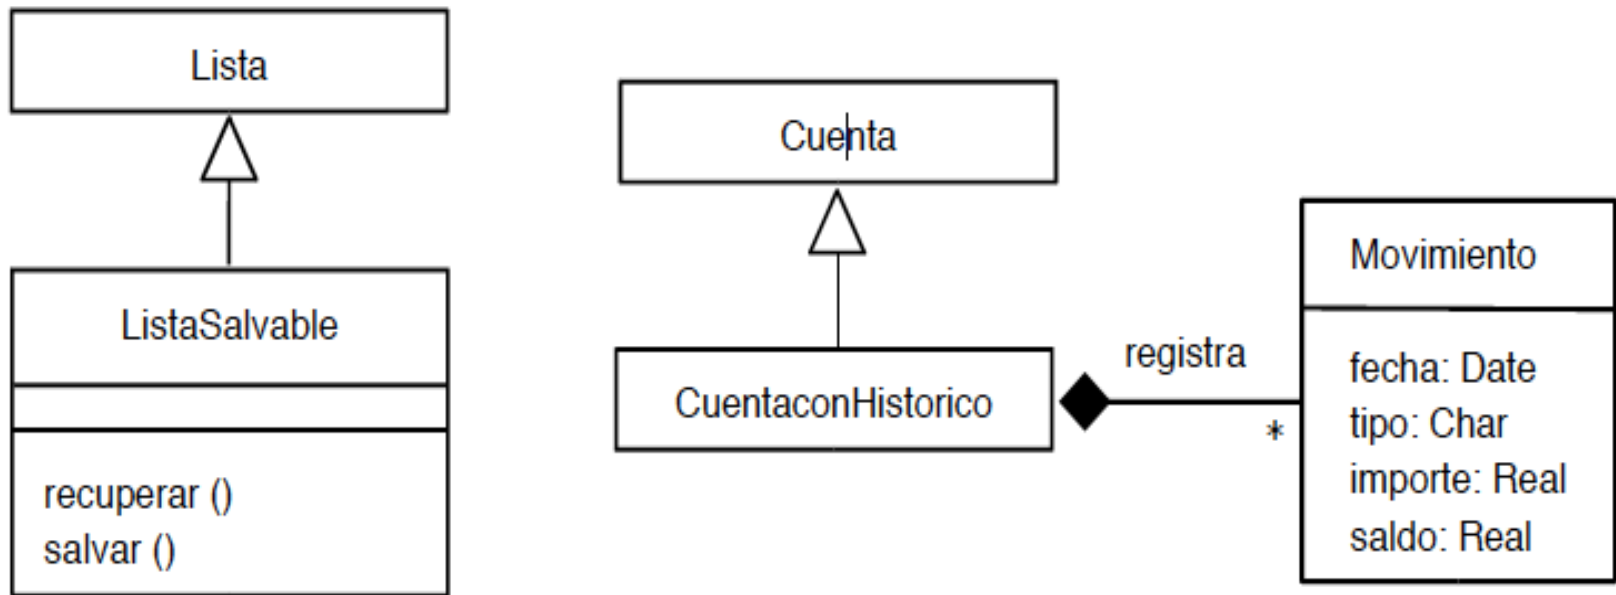 Lista
ListaSalvable
recuperar ()
salvar ()
Cuenta
CuentaconHistorico
registra
*
Movimiento
fecha: Date
tipo: Char
importe: Real
saldo: Real